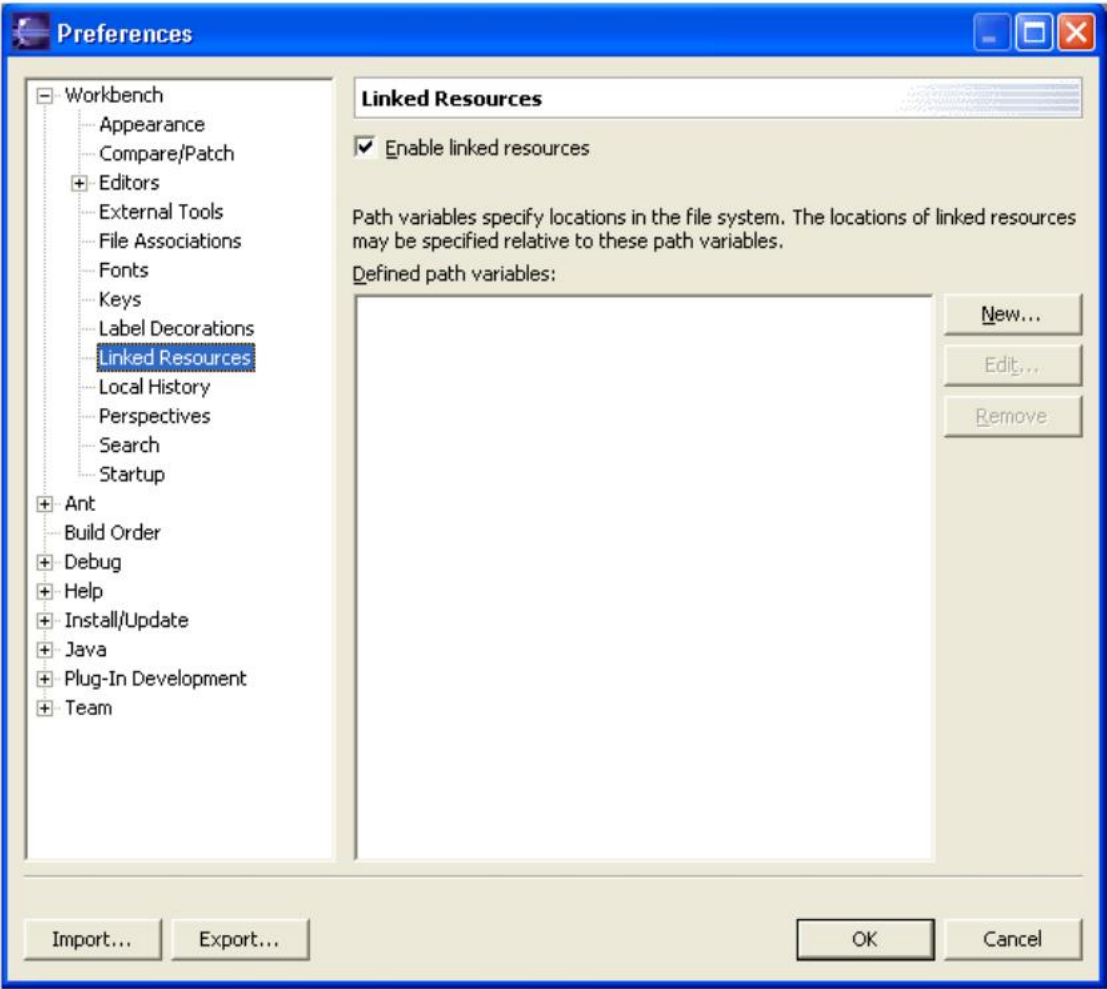 Preferences
Workbench
Appearance
Compare/Patch
Editors
External Tools
File Associations
Fonts
Keys
Label Decorations
Linked Resources
Local History
Perspectives
Search
Startup
Ant
Build Order
Debug
Help
Install/Update
Java
Plug-In Development
Team
Linked Resources
Enable linked resources
Path variables specify locations in the file system. The locations of linked resources
may be specified relative to these path variables.
Defined path variables:
New...
Edit...
Remove
Import...
Export...
OK
Cancel